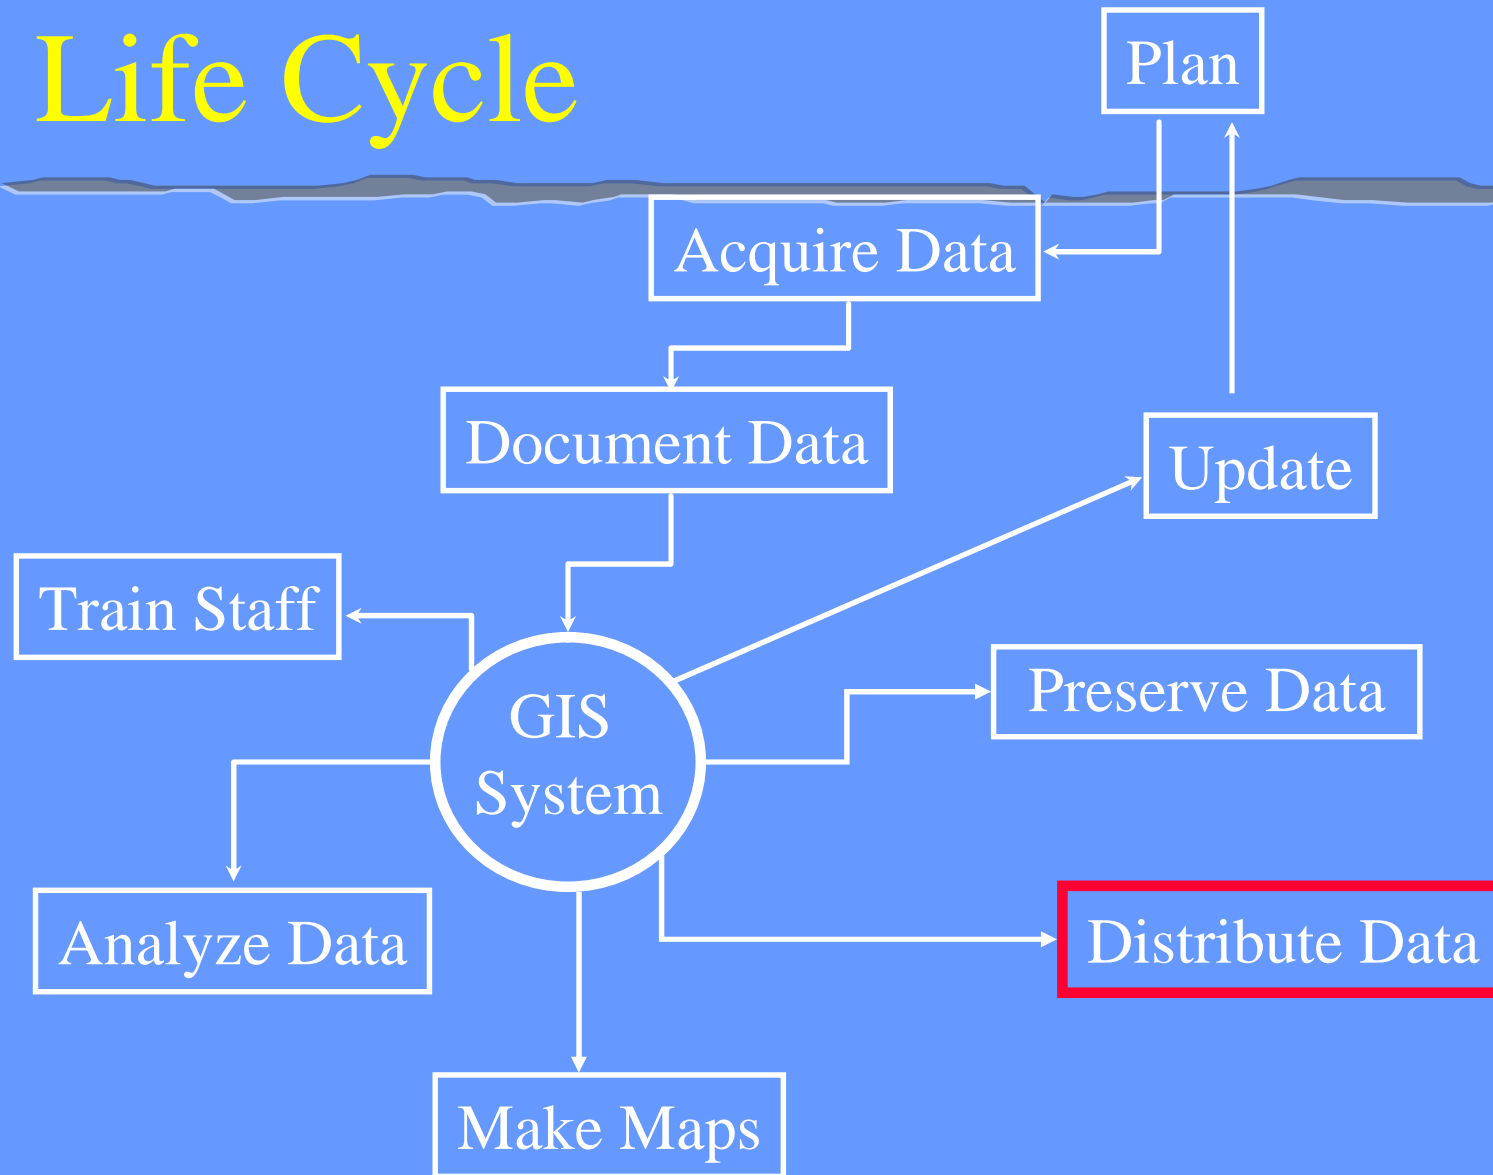 Life Cycle
Plan
Acquire Data
Document Data
Update
Train Staff
Preserve Data
GIS
System
Analyze Data
Distribute Data
Make Maps